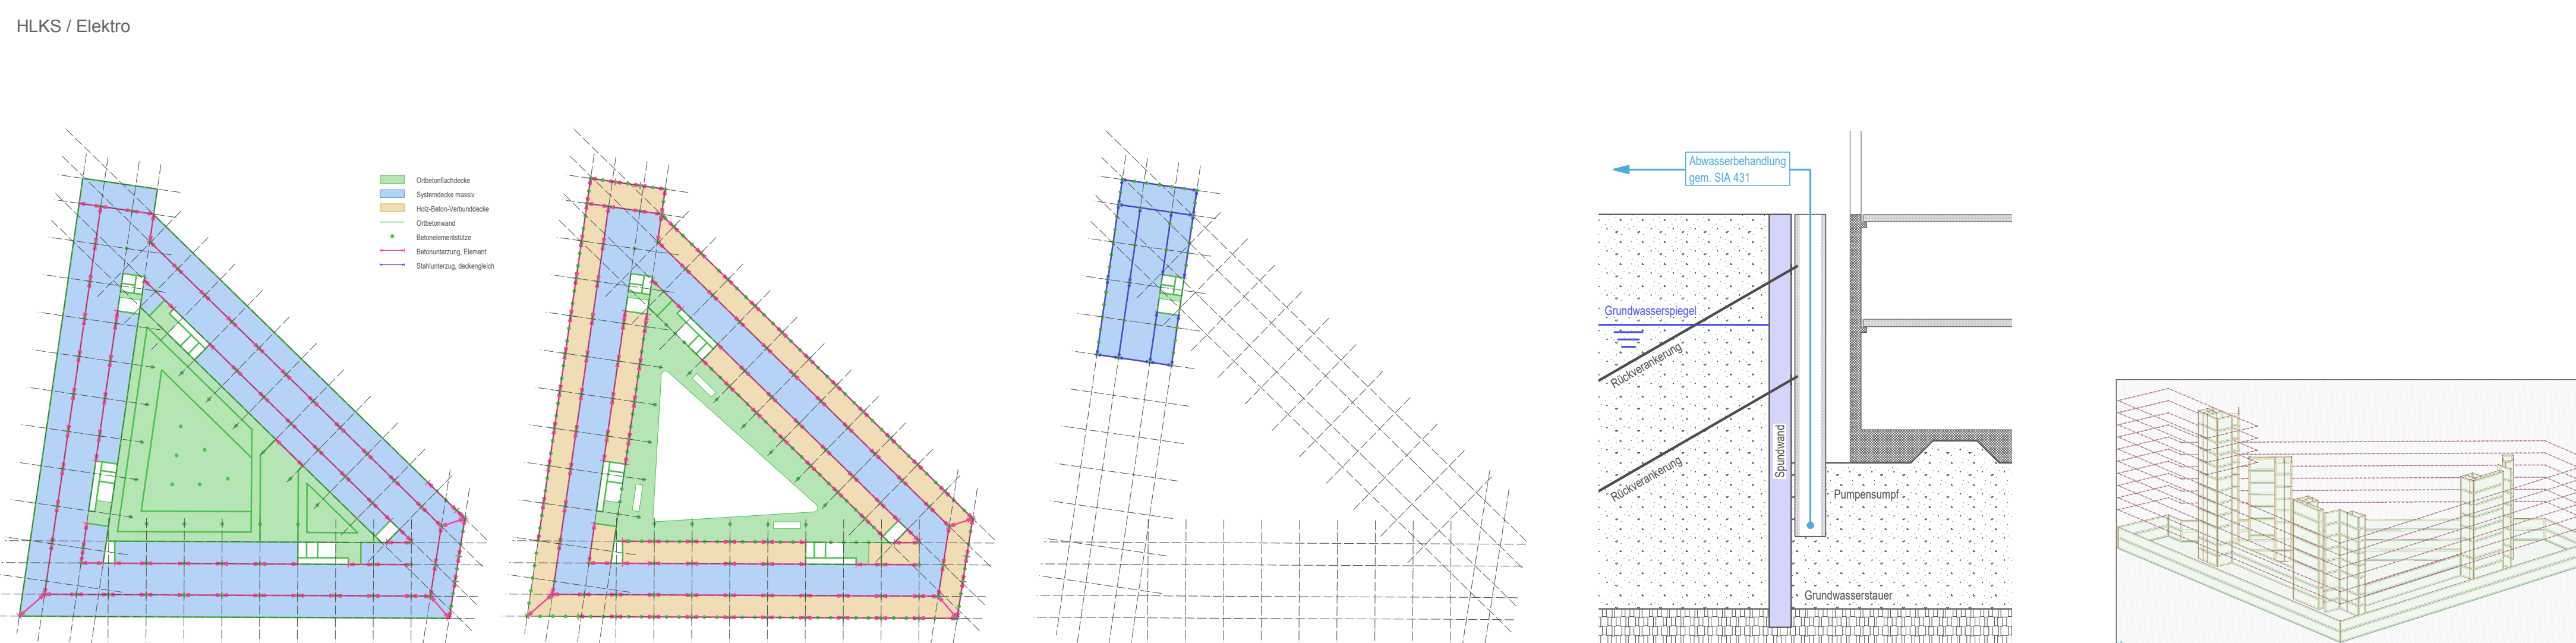 HLKS / Elektro
Ortbetonflachdecke
Systemdecke massiv
Holz-Beton-Verbunddecke
Ortbetonwand
Betonelementstütze
Betonunterzung, Element
Stahlunterzug, deckengleich
Abwasserbehandlung
gem. SIA 431
Grundwasserspiegel
Rückverankerung
Rückverankerung
Spundwand
Pumpensumpf
Grundwasserstauer